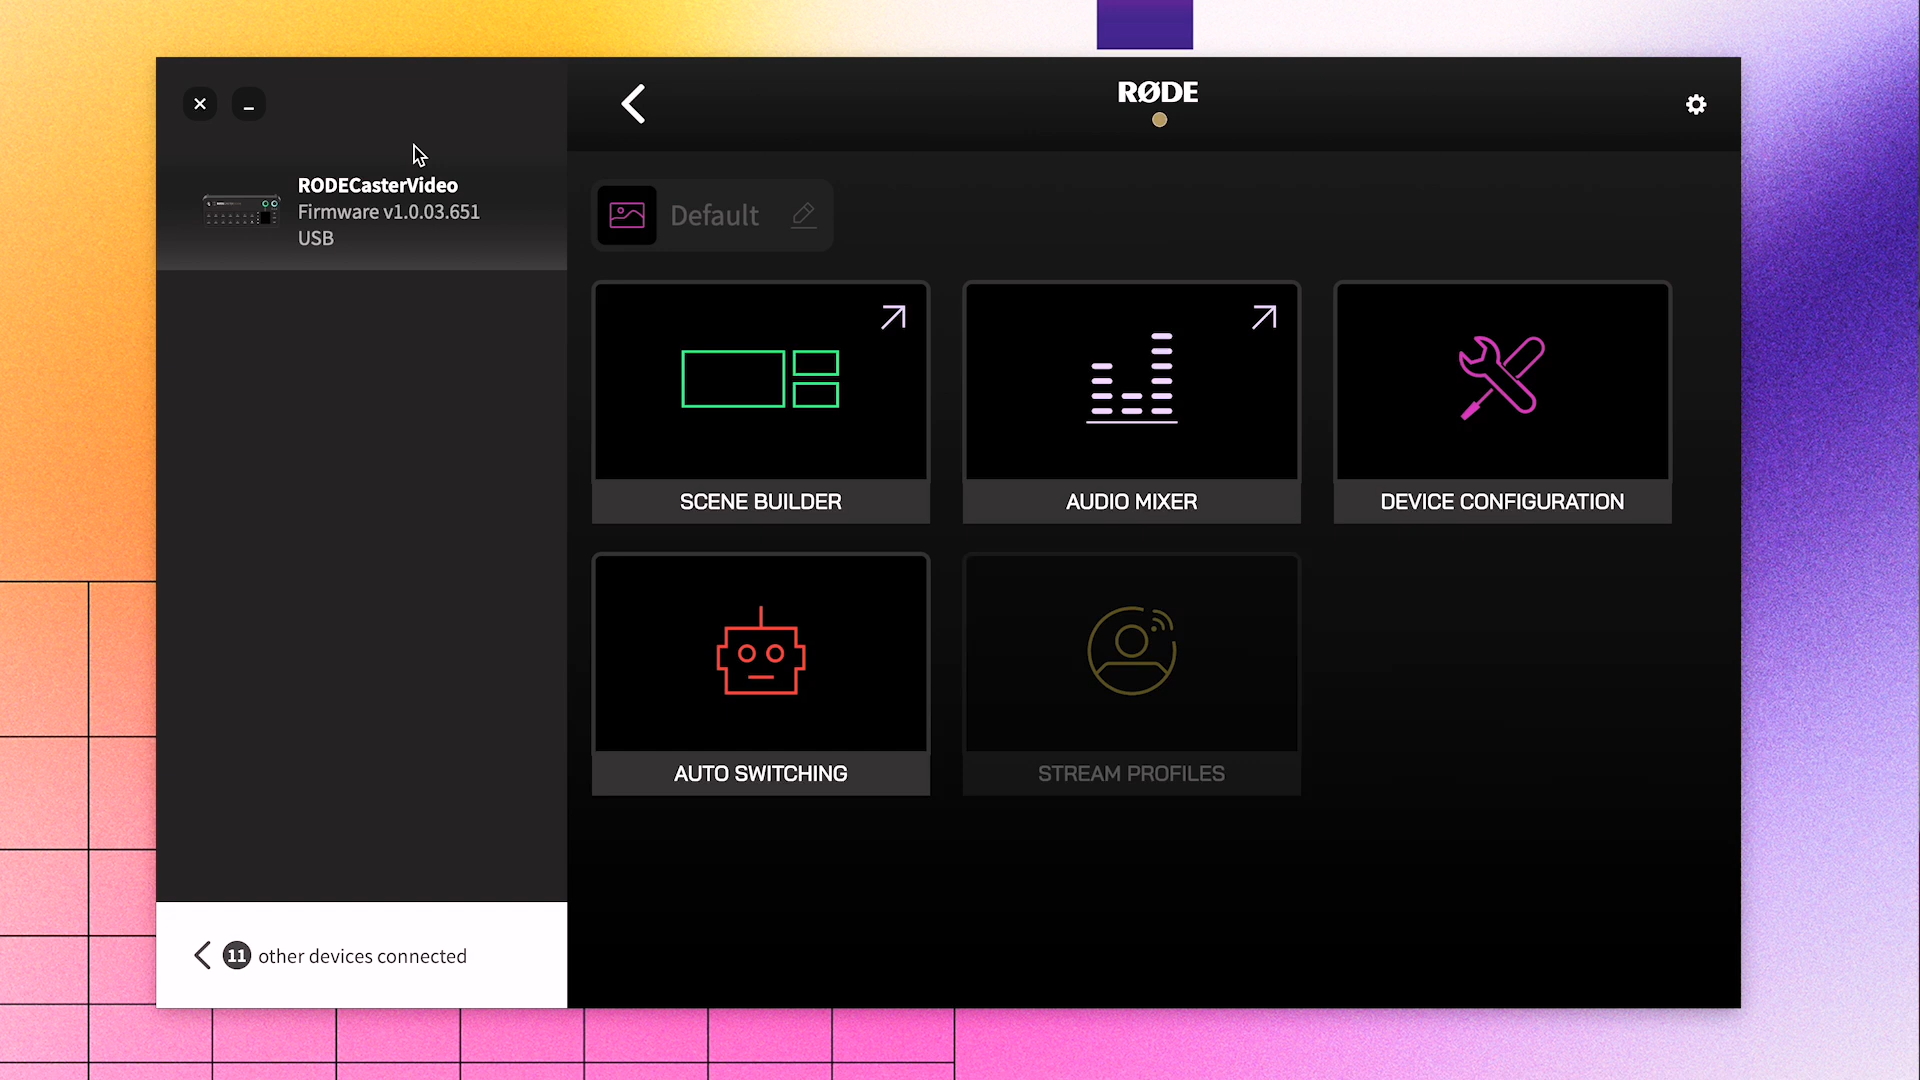 RØDE
RODECasterVideo
Firmware v1.0.03.651
USB
Default
SCENE BUILDER
AUDIO MIXER
DEVICE CONFIGURATION
AUTO SWITCHING
STREAM PROFILES
11 other devices connected